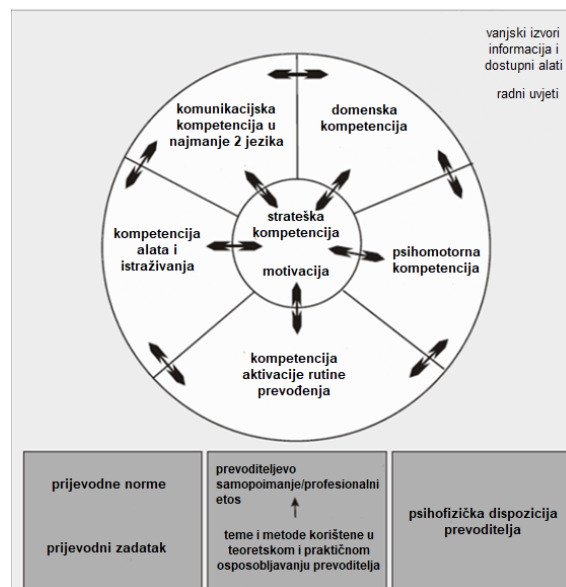 vanjski izvori
informacija i
dostupni alati
radni uvjeti
komunikacijska
kompetencija u
najmanje 2 jezika
domenska
kompetencija
strateška
kompetencija
motivacija
kompetencija
alata i
istraživanja
psihomotorna
kompetencija
kompetencija
aktivacije rutine
prevođenja
prijevodne norme
prijevodni zadatak
prevoditeljevo
samopoimanje/profesionalni
etos
teme i metode korištene u
teoretskom i praktičnom
osposobljavanju prevoditelja
psihofizička dispozicija
prevoditelja